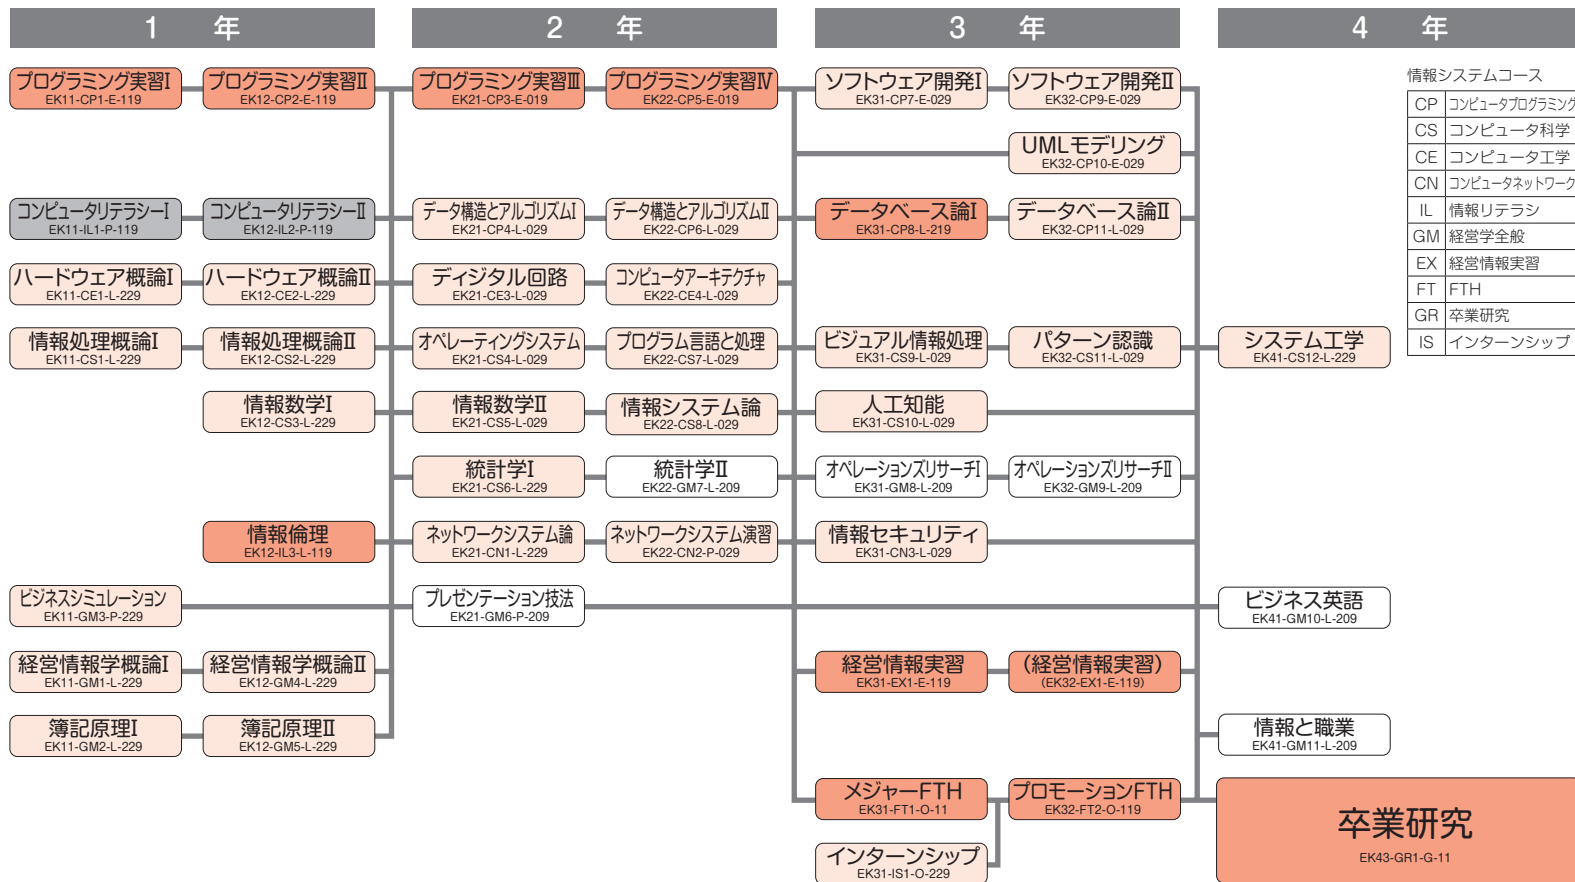 1 年
2 年
3 年
4 年
プログラミング実習Ⅰ
EK11-CP1-E-119
プログラミング実習Ⅱ
EK12-CP2-E-119
プログラミング実習Ⅲ
EK21-CP3-E-019
プログラミング実習Ⅳ
EK22-CP5-E-019
ソフトウェア開発Ⅰ
EK31-CP7-E-029
ソフトウェア開発Ⅱ
EK32-CP9-E-029
UMLモデリング
EK32-CP10-E-029
コンピュータリテラシーⅠ
EK11-IL1-P-119
コンピュータリテラシーⅡ
EK12-IL2-P-119
データ構造とアルゴリズムⅠ
EK21-CP4-L-029
データ構造とアルゴリズムⅡ
EK22-CP6-L-029
データベース論Ⅰ
EK31-CP8-L-219
データベース論Ⅱ
EK32-CP11-L-029
ハードウェア概論Ⅰ
EK11-CE1-L-229
ハードウェア概論Ⅱ
EK12-CE2-L-229
ディジタル回路
EK21-CE3-L-029
コンピュータアーキテクチャ
EK22-CE4-L-029
情報処理概論Ⅰ
EK11-CS1-L-229
情報処理概論Ⅱ
EK12-CS2-L-229
オペレーティングシステム
EK21-CS4-L-029
プログラム言語と処理
EK22-CS7-L-029
ビジュアル情報処理
EK31-CS9-L-029
パターン認識
EK32-CS11-L-029
システム工学
EK41-CS12-L-229
情報数学Ⅰ
EK12-CS3-L-229
情報数学Ⅱ
EK21-CS5-L-029
情報システム論
EK22-CS8-L-029
人工知能
EK31-CS10-L-029
統計学Ⅰ
EK21-CS6-L-229
統計学Ⅱ
EK22-GM7-L-209
オペレーションズリサーチⅠ
EK31-GM8-L-209
オペレーションズリサーチⅡ
EK32-GM9-L-209
情報倫理
EK12-IL3-L-119
ネットワークシステム論
EK21-CN1-L-229
ネットワークシステム演習
EK22-CN2-P-029
情報セキュリティ
EK31-CN3-L-029
ビジネスシミュレーション
EK11-GM3-P-229
プレゼンテーション技法
EK21-GM6-P-209
ビジネス英語
EK41-GM10-L-209
経営情報学概論Ⅰ
EK11-GM1-L-229
経営情報学概論Ⅱ
EK12-GM4-L-229
経営情報実習
EK31-EX1-E-119
(経営情報実習)
(EK32-EX1-E-119)
簿記原理Ⅰ
EK11-GM2-L-229
簿記原理Ⅱ
EK12-GM5-L-229
情報と職業
EK41-GM11-L-209
メジャーFTH
EK31-FT1-O-11
プロモーションFTH
EK32-FT2-O-119
インターンシップ
EK31-IS1-O-229
卒業研究
EK43-GR1-G-11
情報システムコース
CP コンピュータプログラミング
CS コンピュータ科学
CE コンピュータ工学
CN コンピュータネットワーク
IL 情報リテラシ
GM 経営学全般
EX 経営情報実習
FT FTH
GR 卒業研究
IS インターンシップ